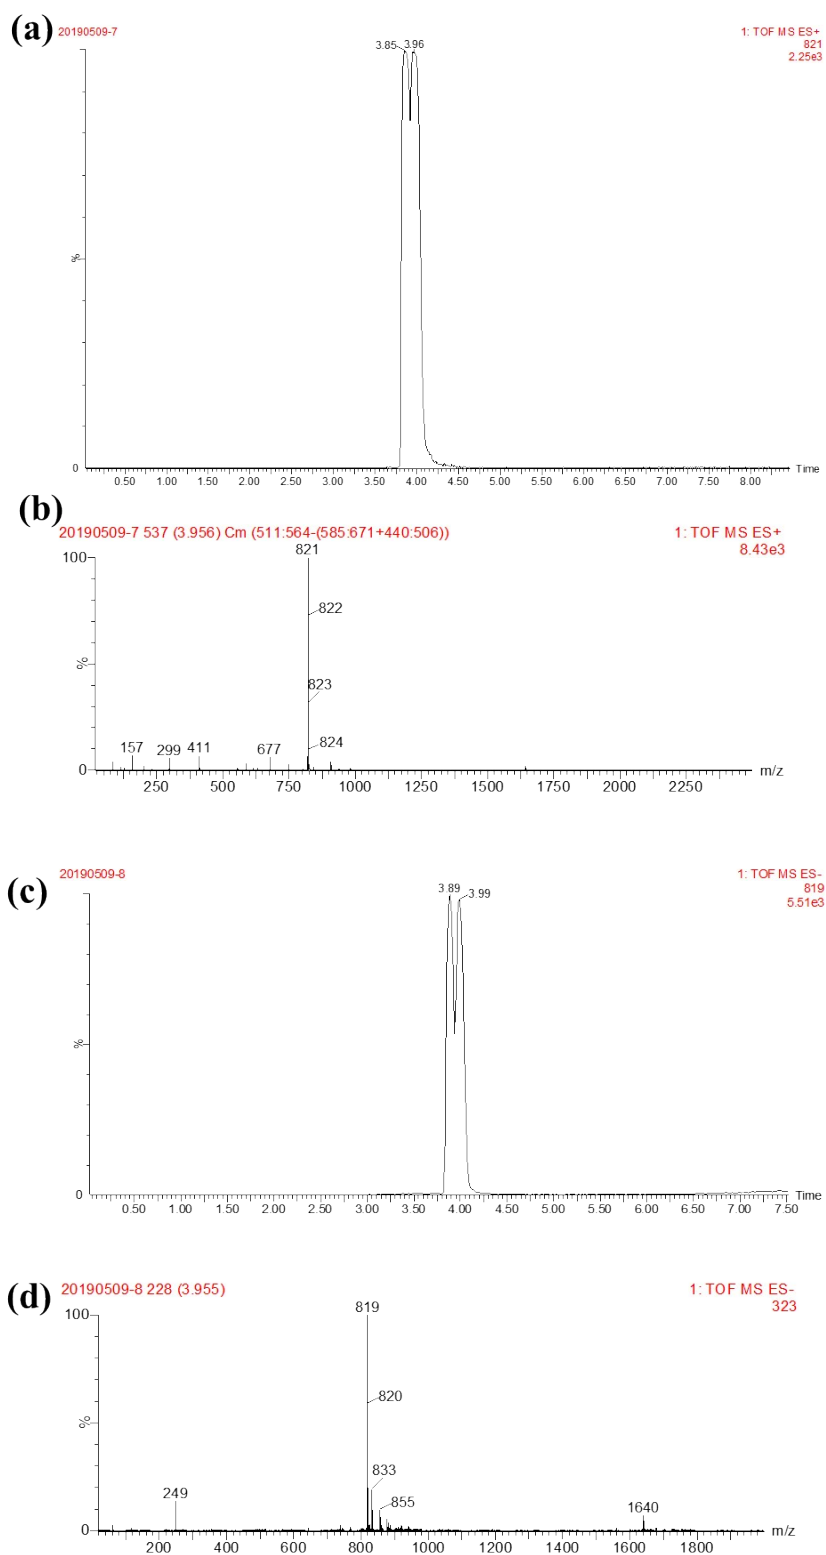 (a) 20190509-7 1: TOF MS ES+
821
2.25e3
3.85 3.96
%
0
0.50 1.00 1.50 2.00 2.50 3.00 3.50 4.00 4.50 5.00 5.50 6.00 6.50 7.00 7.50 8.00 Time
(b)
20190509-7 537 (3.956) Cm (511:564-(585:671+440:506)) 1: TOF MS ES+
8.43e3
100 821
822
%
823
157 299 411 677 824
0 m/z
250 500 750 1000 1250 1500 1750 2000 2250
(c) 20190509-8 1: TOF MS ES-
819
5.51e3
3.89 3.99
%
0 Time
0.50 1.00 1.50 2.00 2.50 3.00 3.50 4.00 4.50 5.00 5.50 6.00 6.50 7.00 7.50
(d) 20190509-8 228 (3.955) 1: TOF MS ES-
323
100 819
820
%
833
249 855 1640
0 m/z
200 400 600 800 1000 1200 1400 1600 1800